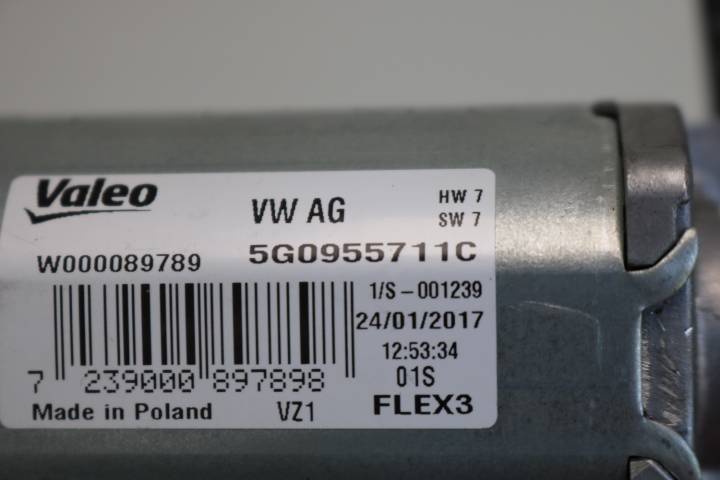 Valeo
VW AG
HW 7
SW 7
W000089789
5G0955711C
1/S-001239
24/01/2017
12:53:34
7 239000 897898
01S
Made in Poland
VZ1
FLEX3